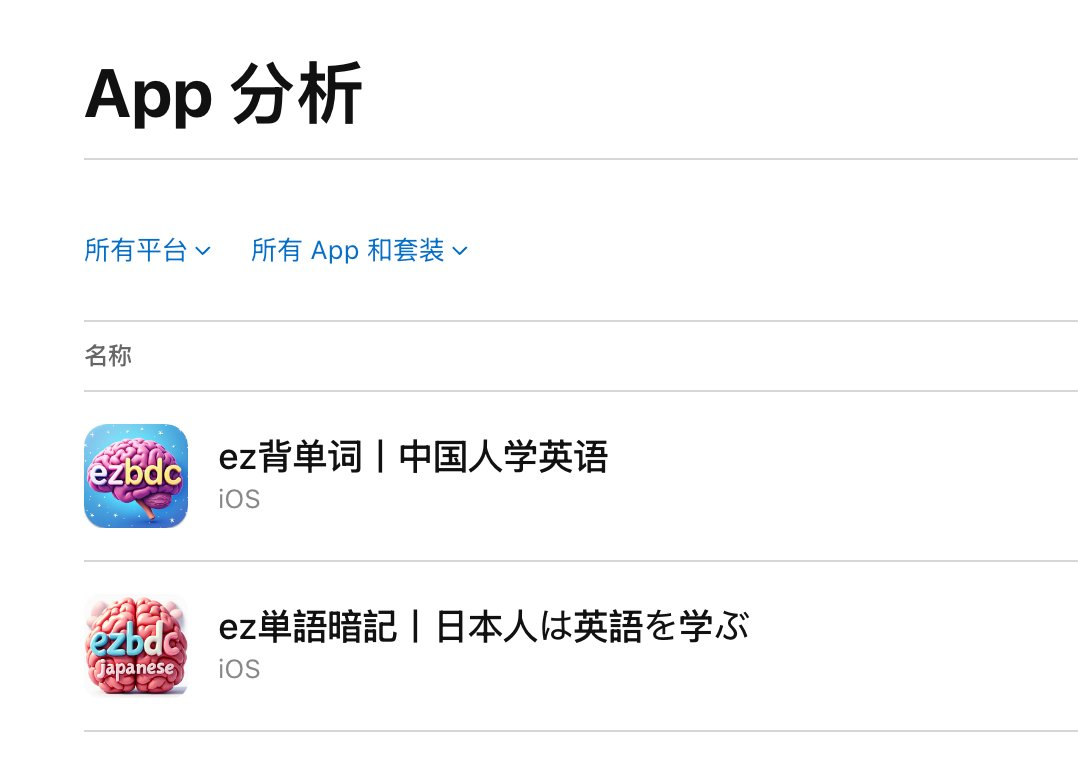 App 分析
所有平台 所有 App 和套装
名称
ezbdc
ez背单词丨中国人学英语
iOS
ezbdc
japanese
ez単語暗記丨日本人は英語を学ぶ
iOS